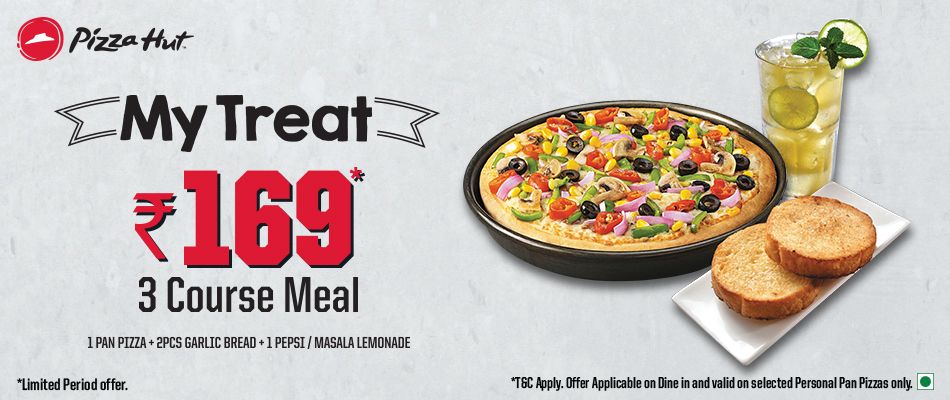 Pizza Hut
My Treat
₹169*
3 Course Meal
1 PAN PIZZA + 2PCS GARLIC BREAD + 1 PEPSI / MASALA LEMONADE
*Limited Period offer.
*T&C Apply. Offer Applicable on Dine in and valid on selected Personal Pan Pizzas only.